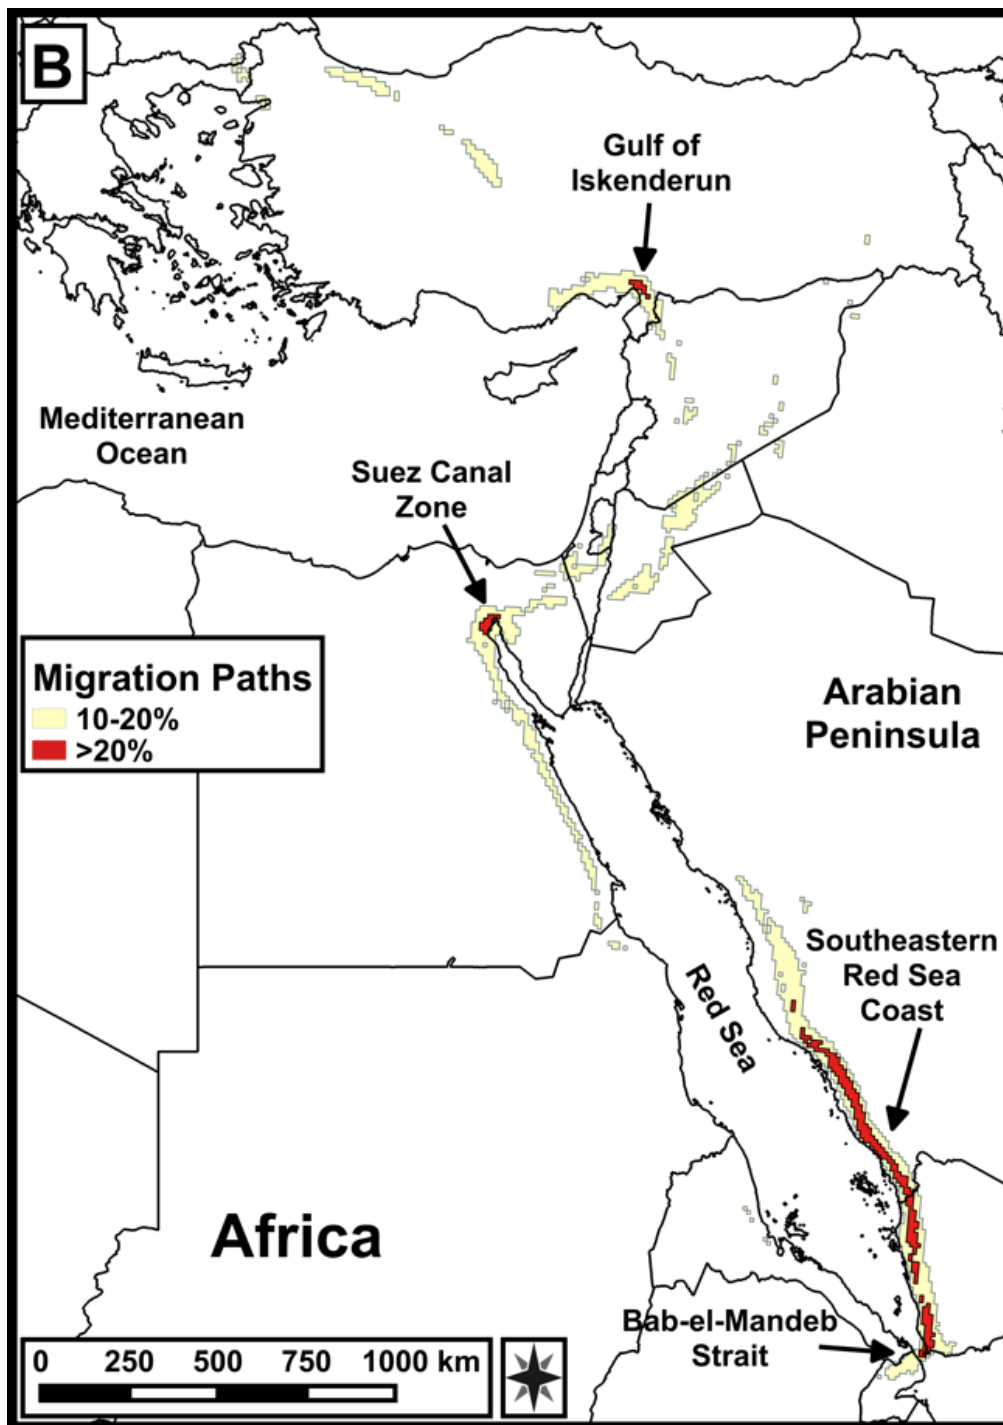 B
Gulf of
Iskenderun
Mediterranean
Ocean
Suez Canal
Zone
Migration Paths
10-20%
>20%
Arabian
Peninsula
Southeastern
Red Sea
Coast
Red Sea
Africa
Bab-el-Mandeb
Strait
0 250 500 750 1000 km